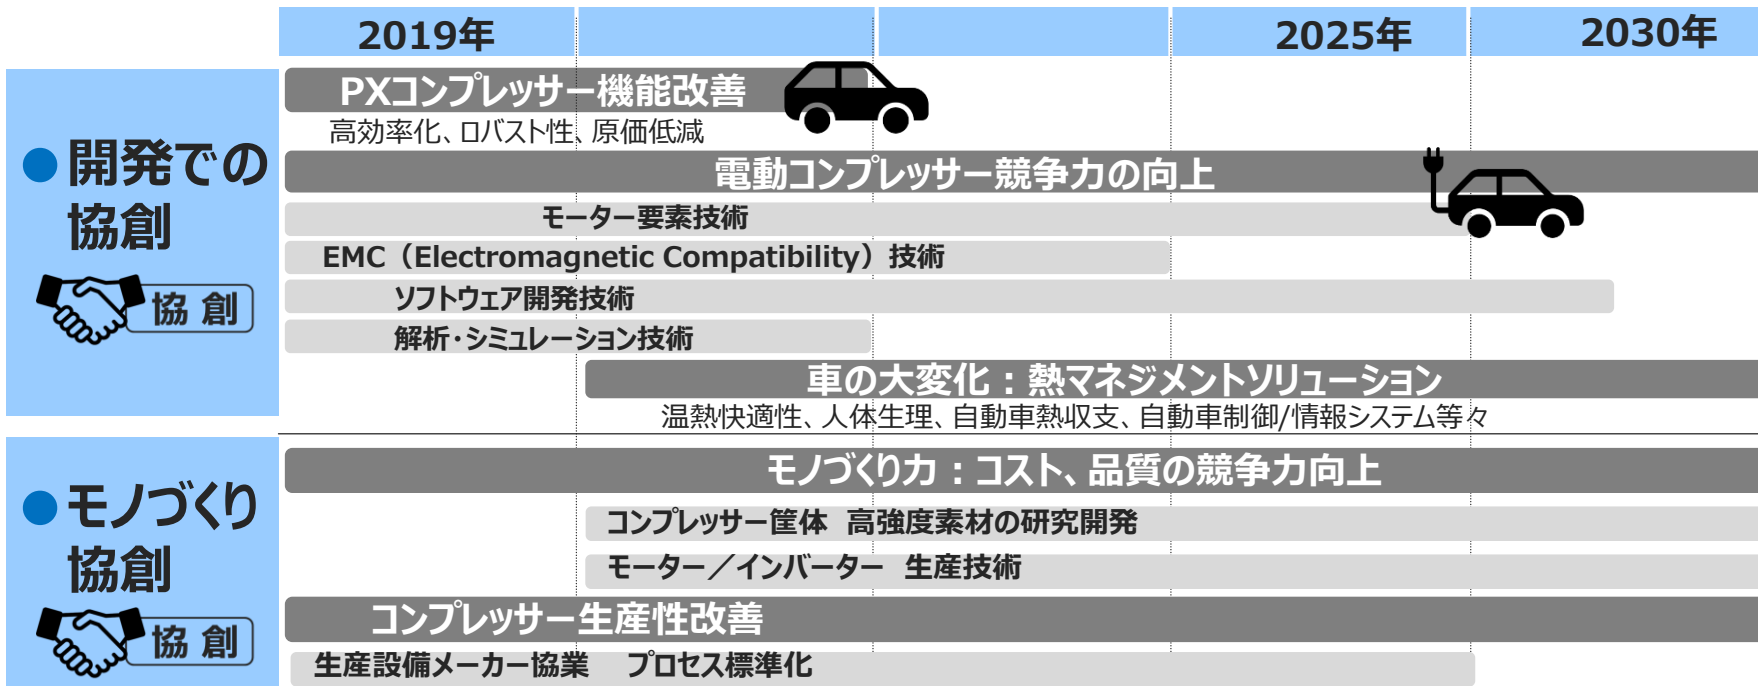 2019年
2025年
2030年
●開発での
協創
協 創
PXコンプレッサー機能改善
高効率化、ロバスト性、原価低減
電動コンプレッサー競争力の向上
モーター要素技術
EMC（Electromagnetic Compatibility）技術
ソフトウェア開発技術
解析・シミュレーション技術
車の大変化：熱マネジメントソリューション
温熱快適性、人体生理、自動車熱収支、自動車制御/情報システム等々
●モノづくり
協創
協 創
モノづくり力：コスト、品質の競争力向上
コンプレッサー筐体 高強度素材の研究開発
モーター／インバーター 生産技術
コンプレッサー生産性改善
生産設備メーカー協業 プロセス標準化